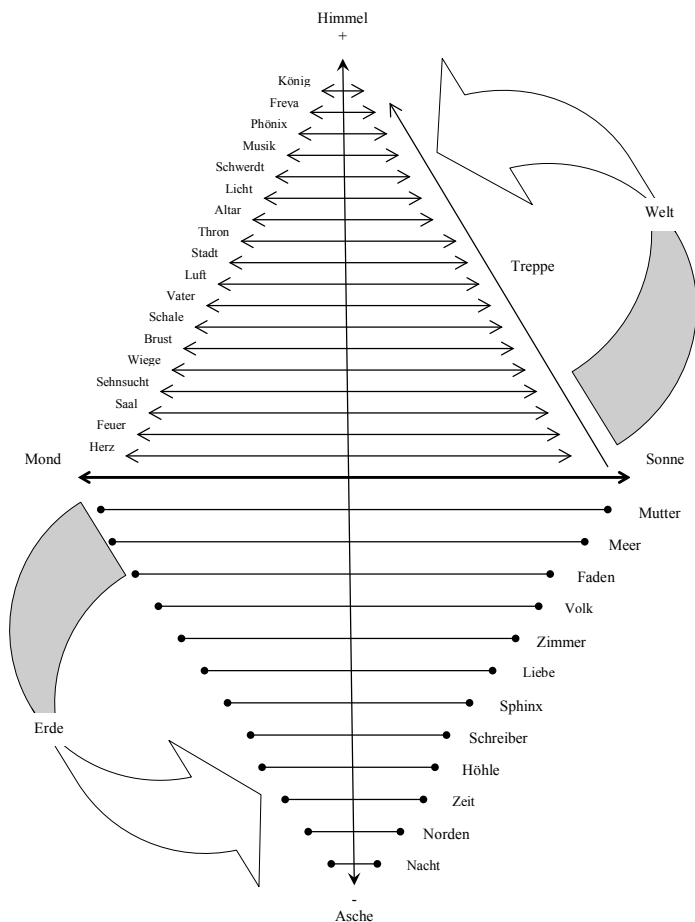 Himmel
+
König
Freya
Phönix
Musik
Schwerdt
Licht
Altar
Thron
Stadt
Luft
Vater
Schale
Brust
Wiege
Sehnsucht
Saal
Feuer
Herz
Welt
Treppe
Mond
Sonne
Mutter
Meer
Faden
Volk
Zimmer
Liebe
Sphinx
Schreiber
Höhle
Zeit
Norden
Nacht
Erde
-
Asche